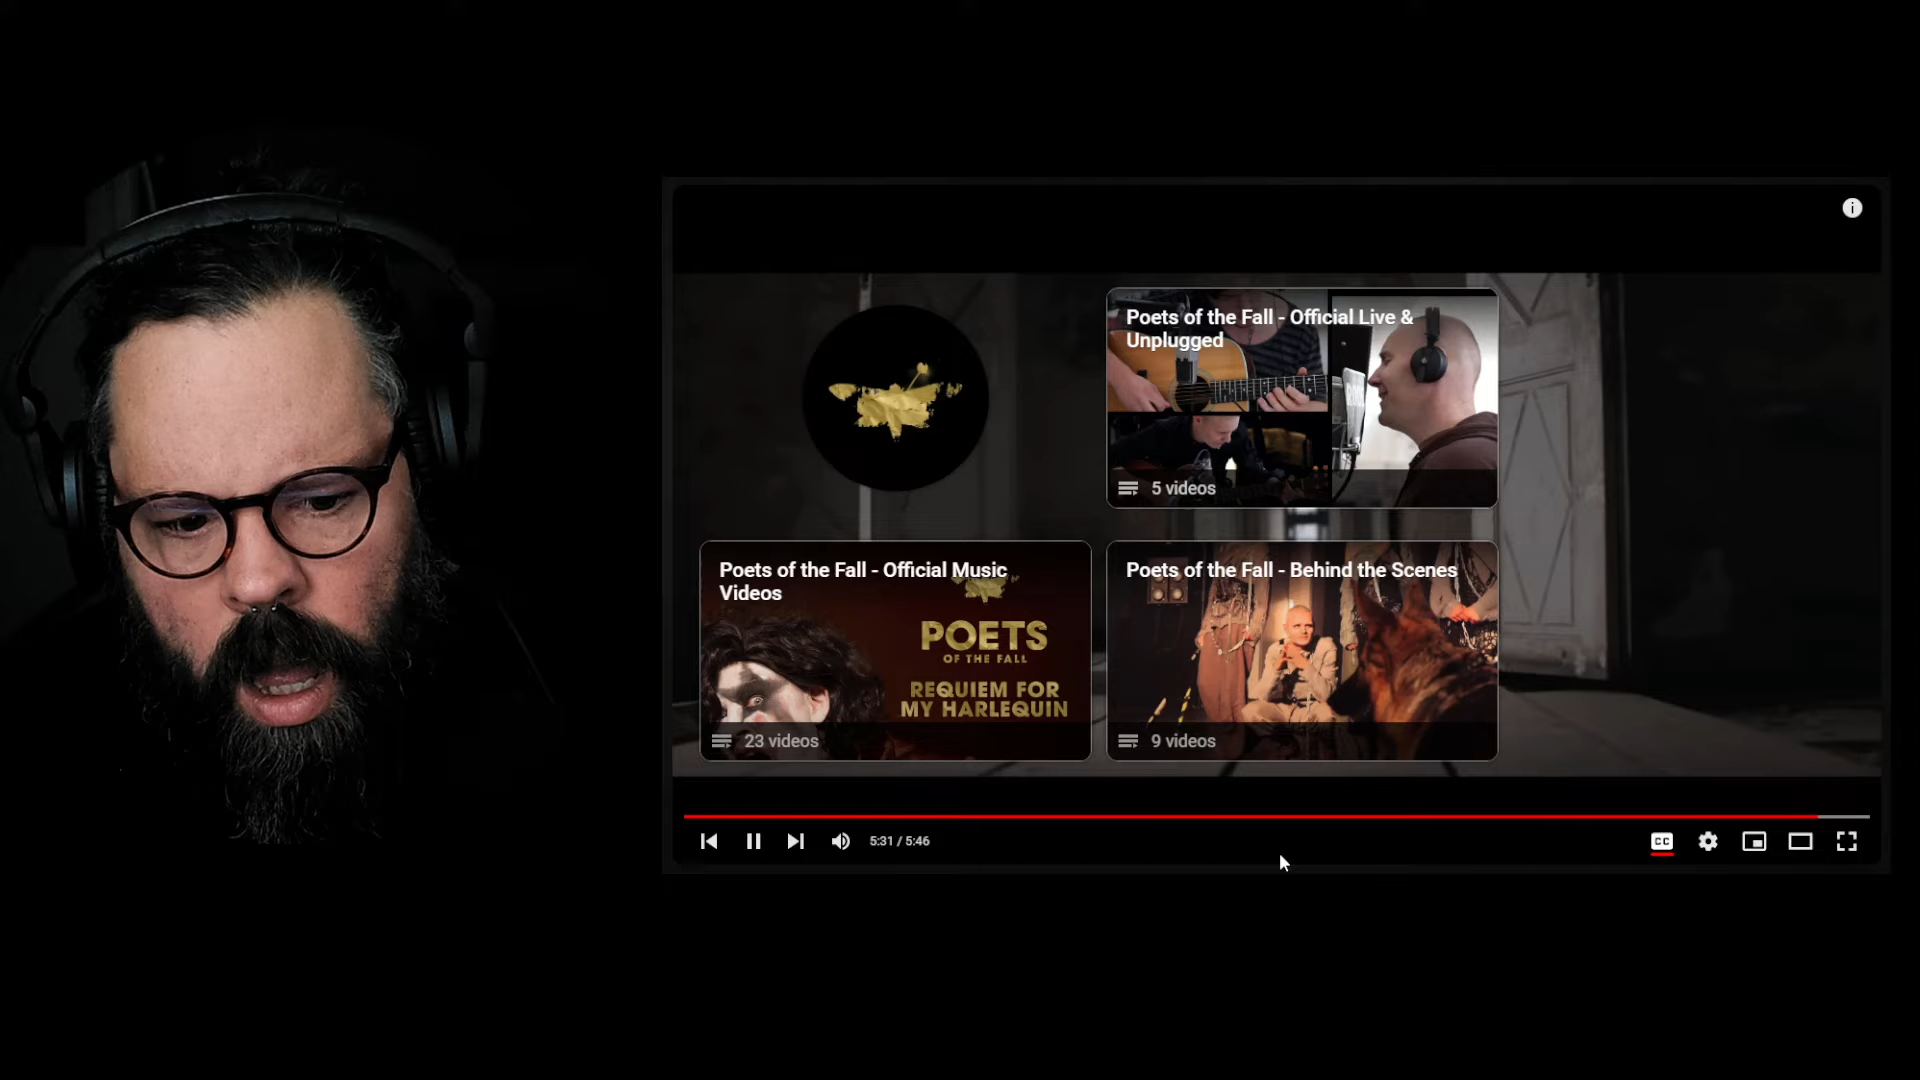 Poets of the Fall - Official Live &
Unplugged
5 videos
Poets of the Fall - Official Music
Videos
POETS
OF THE FALL
REQUIEM FOR
MY HARLEQUIN
23 videos
Poets of the Fall - Behind the Scenes
9 videos
5:31 / 5:46
CC